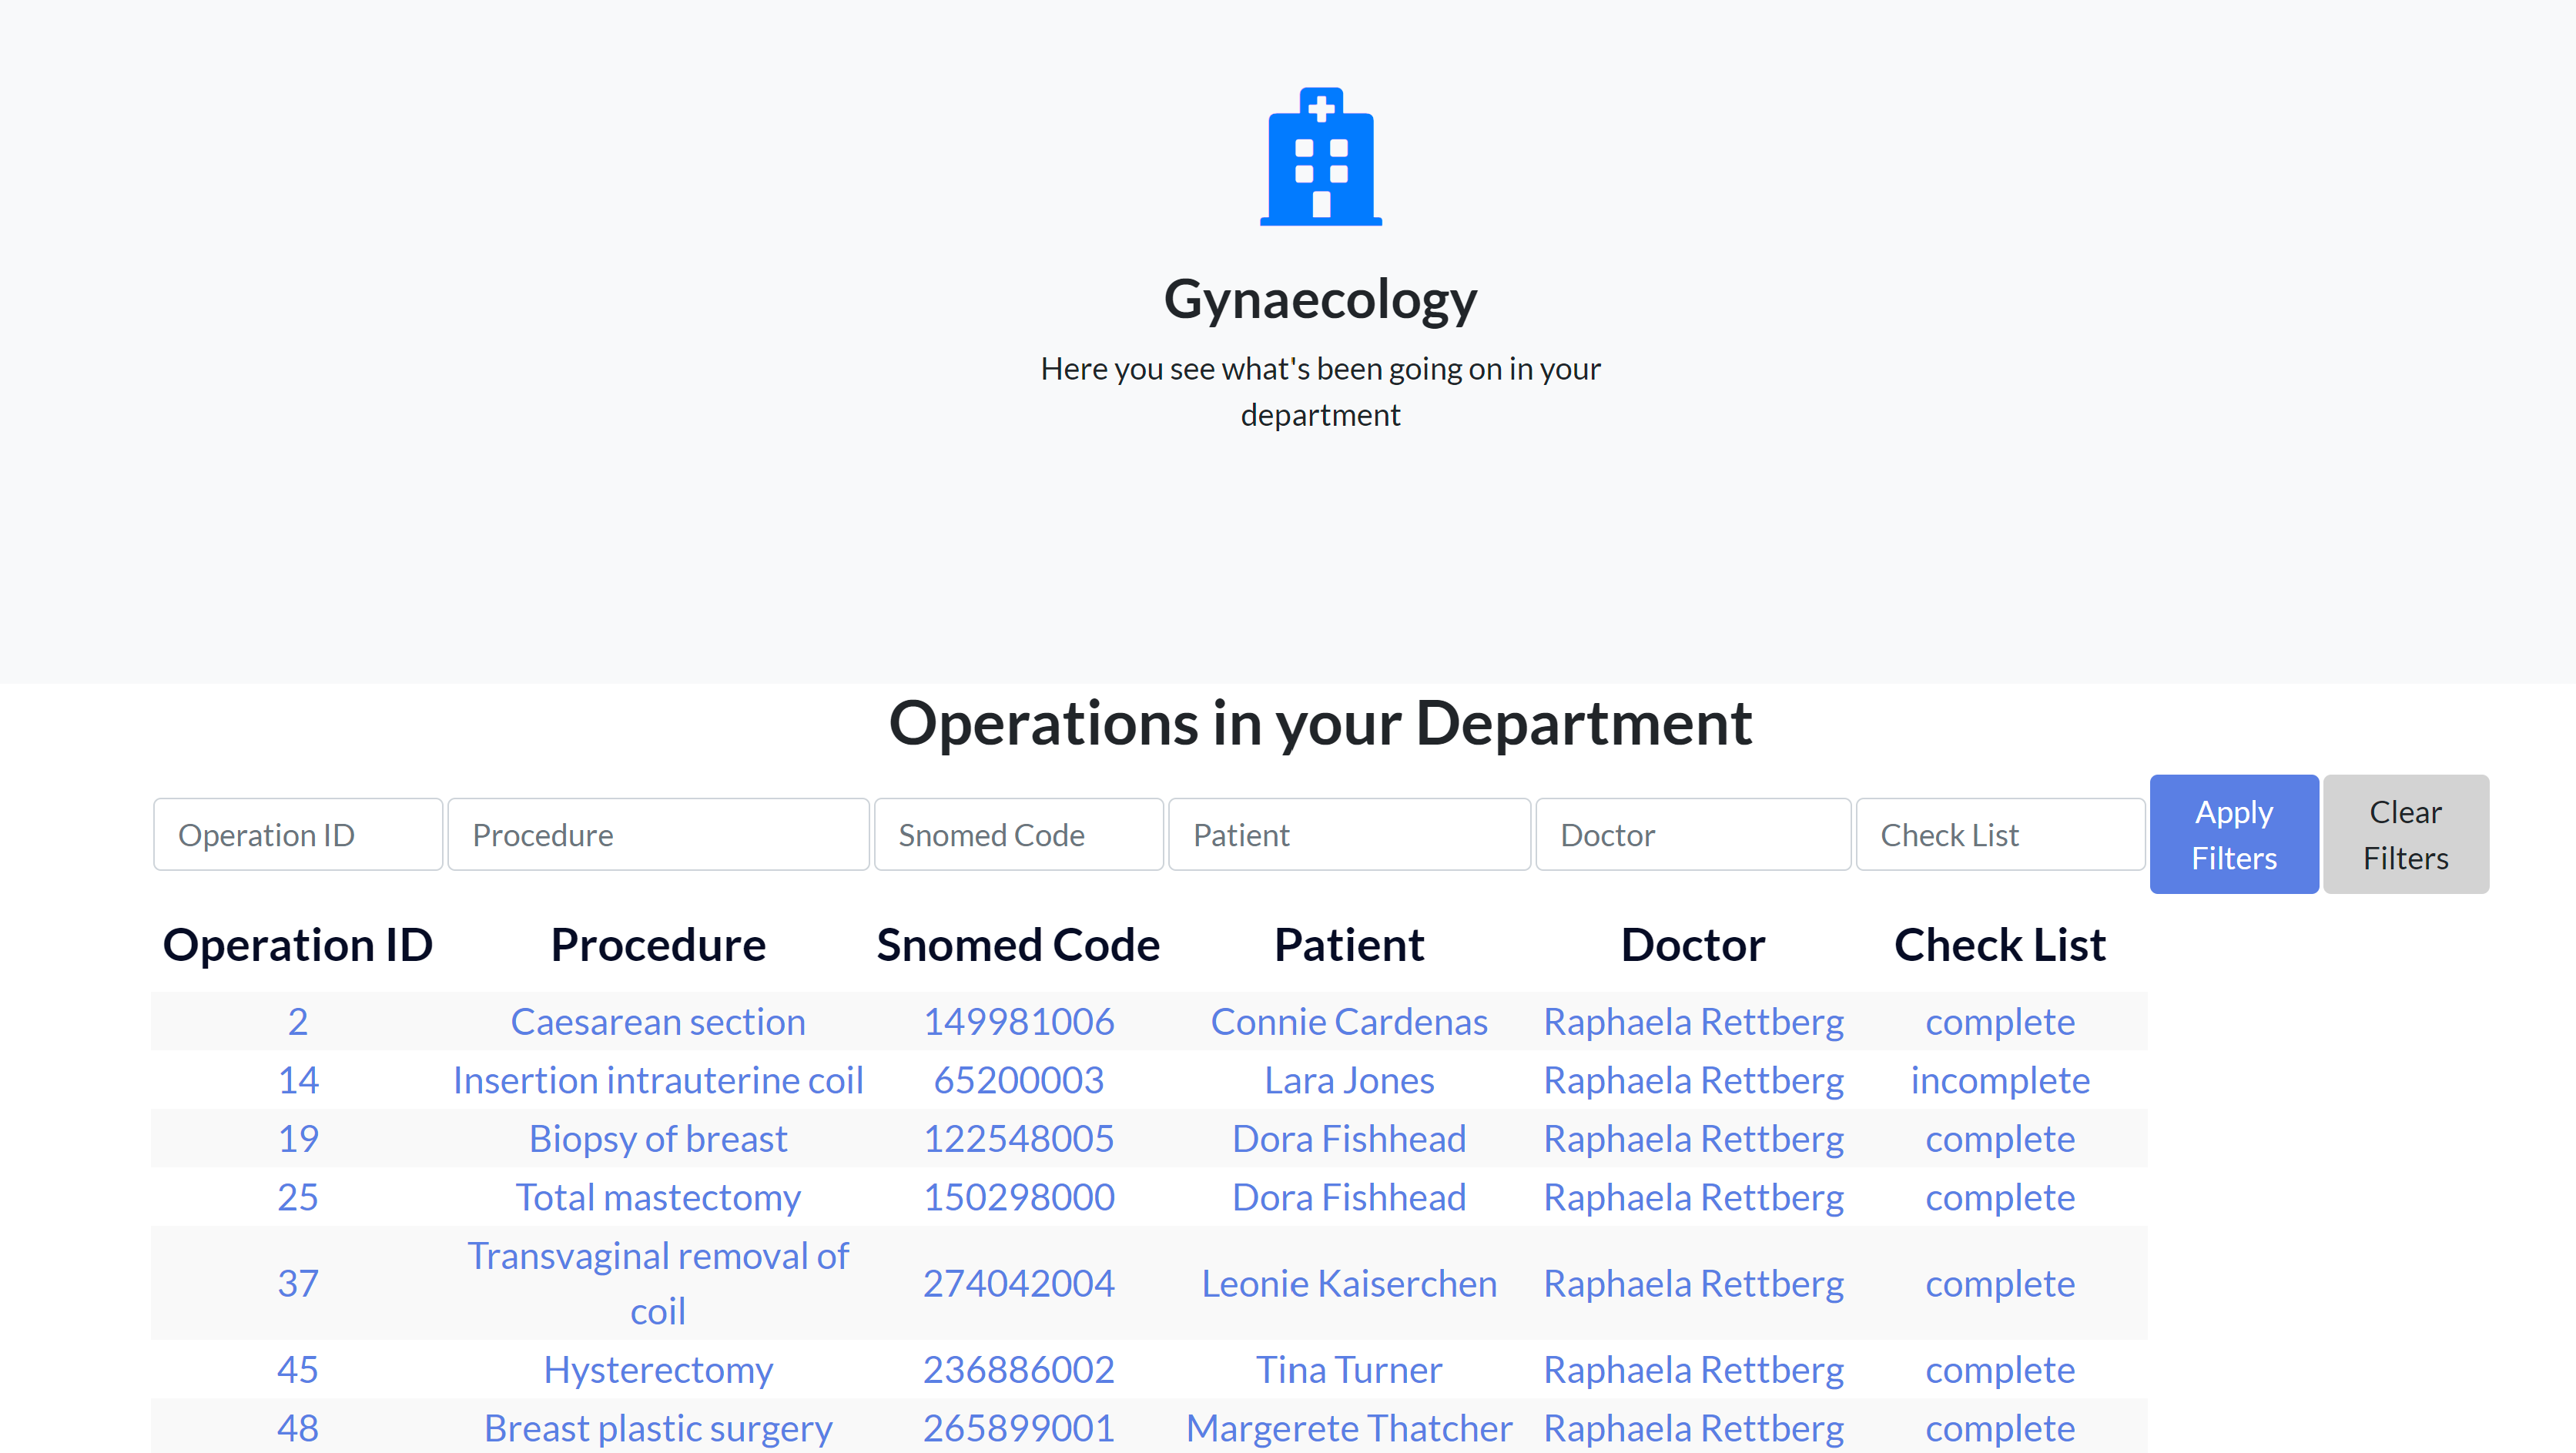 Gynaecology
Here you see what's been going on in your
department
Operations in your Department
Operation ID Procedure Snomed Code Patient Doctor Check List Apply Filters Clear Filters
Operation ID Procedure Snomed Code Patient Doctor Check List
2 Caesarean section 149981006 Connie Cardenas Raphaela Rettberg complete
14 Insertion intrauterine coil 65200003 Lara Jones Raphaela Rettberg incomplete
19 Biopsy of breast 122548005 Dora Fishhead Raphaela Rettberg complete
25 Total mastectomy 150298000 Dora Fishhead Raphaela Rettberg complete
37 Transvaginal removal of coil 274042004 Leonie Kaiserchen Raphaela Rettberg complete
45 Hysterectomy 236886002 Tina Turner Raphaela Rettberg complete
48 Breast plastic surgery 265899001 Margerete Thatcher Raphaela Rettberg complete